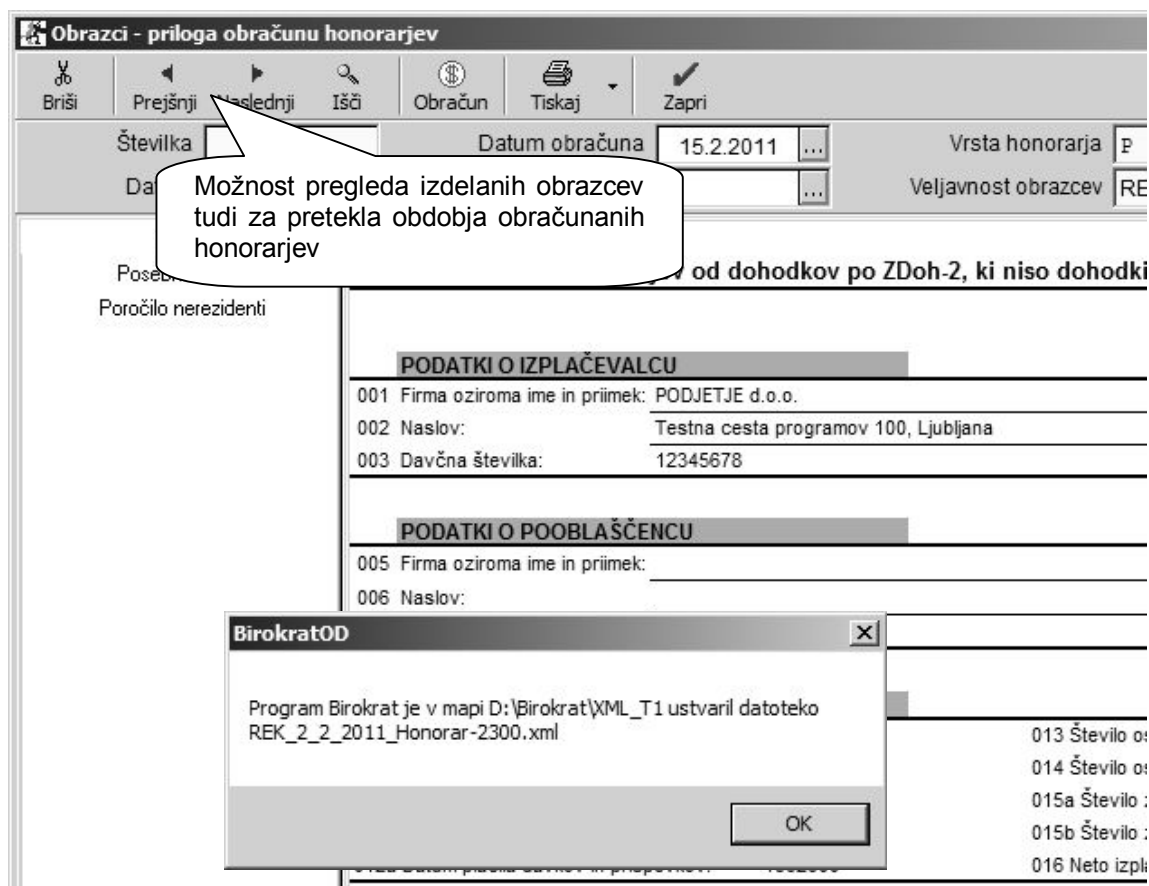 Obrazci - priloga obračunu honorarjev
Briši Prejšnji Naslednji Išči Obračun Tiskaj Zapri
Številka Datum obračuna 15.2.2011 ... Vrsta honorarja P
... Veljavnost obrazcev
Možnost pregleda izdelanih obrazcev
tudi za pretekla obdobja obračunanih
honorarjev
od dohodkov po ZDoh-2, ki niso dohodki
Poročilo nerezidenti
PODATKI O IZPLAČEVALCU
001 Firma oziroma ime in priimek: PODJETJE d.o.o.
002 Naslov: Testna cesta programov 100, Ljubljana
003 Davčna številka: 12345678
PODATKI O POOBLAŠČENCU
005 Firma oziroma ime in priimek:
006 Naslov:
BirokratOD
Program Birokrat je v mapi D:\Birokrat\XML_T1 ustvaril datoteko
REK_2_2_2011_Honorar-2300.xml
OK
013 Število
014 Število
015a Število
015b Število
016 Neto